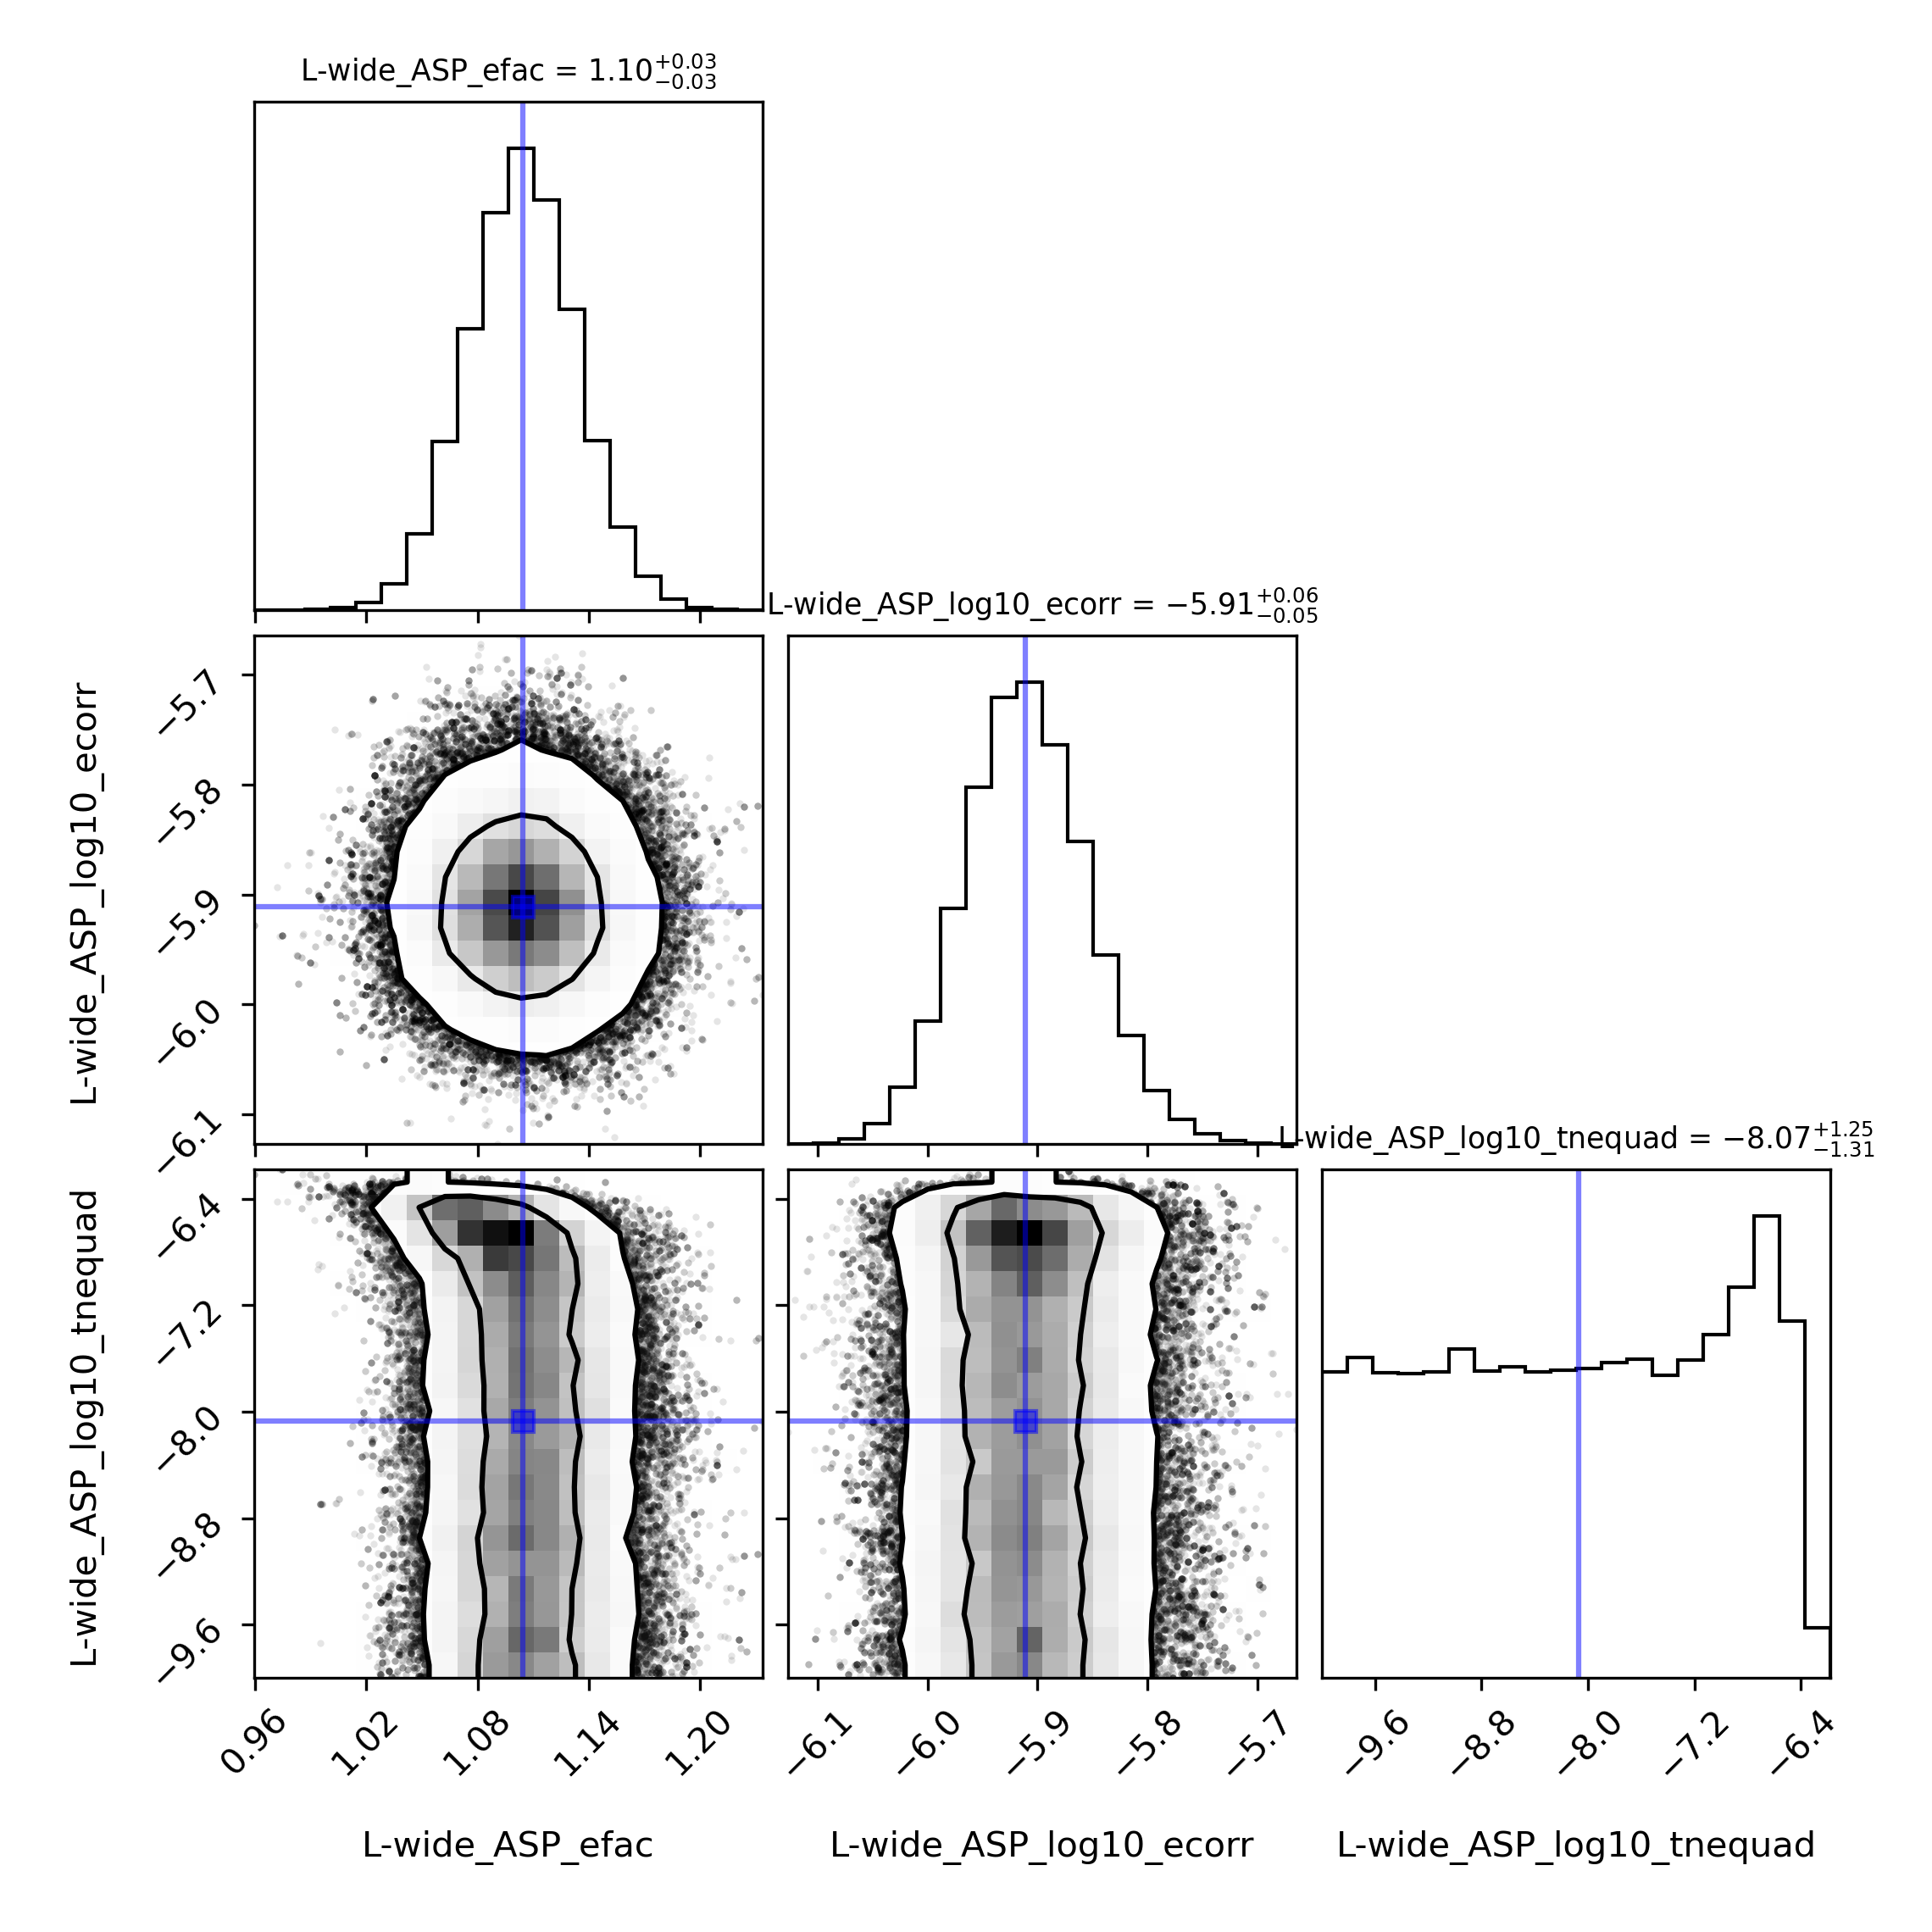 L-wide_ASP_efac = 1.10+0.03−0.03
L-wide_ASP_log10_ecorr = −5.91+0.06−0.05
−5.7
−5.8
−5.9
−6.0
−6.1
L-wide_ASP_log10_ecorr
L-wide_ASP_log10_tnequad = −8.07+1.25−1.31
−6.4
−7.2
−8.0
−8.8
−9.6
L-wide_ASP_log10_tnequad
0.96 1.02 1.08 1.14 1.20
−6.1 −6.0 −5.9 −5.8 −5.7
−9.6 −8.8 −8.0 −7.2 −6.4
L-wide_ASP_efac
L-wide_ASP_log10_ecorr
L-wide_ASP_log10_tnequad